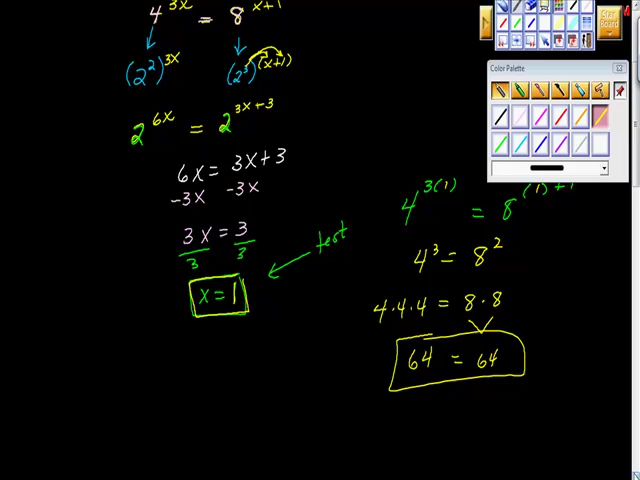 4^3x = 8^x+1
(2^2)^3x (2^3)^(x+1)
2^6x = 2^3x+3
6x = 3x+3
-3x -3x
3x = 3
3 3
x = 1
test
4^3(1) = 8^(1)+1
4^3 = 8^2
4·4·4 = 8·8
64 = 64
Star Board
Color Palette